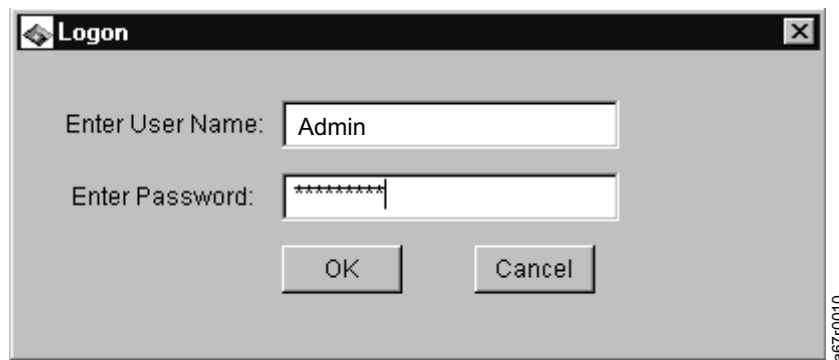 Logon
Enter User Name: Admin
Enter Password: *********
OK Cancel